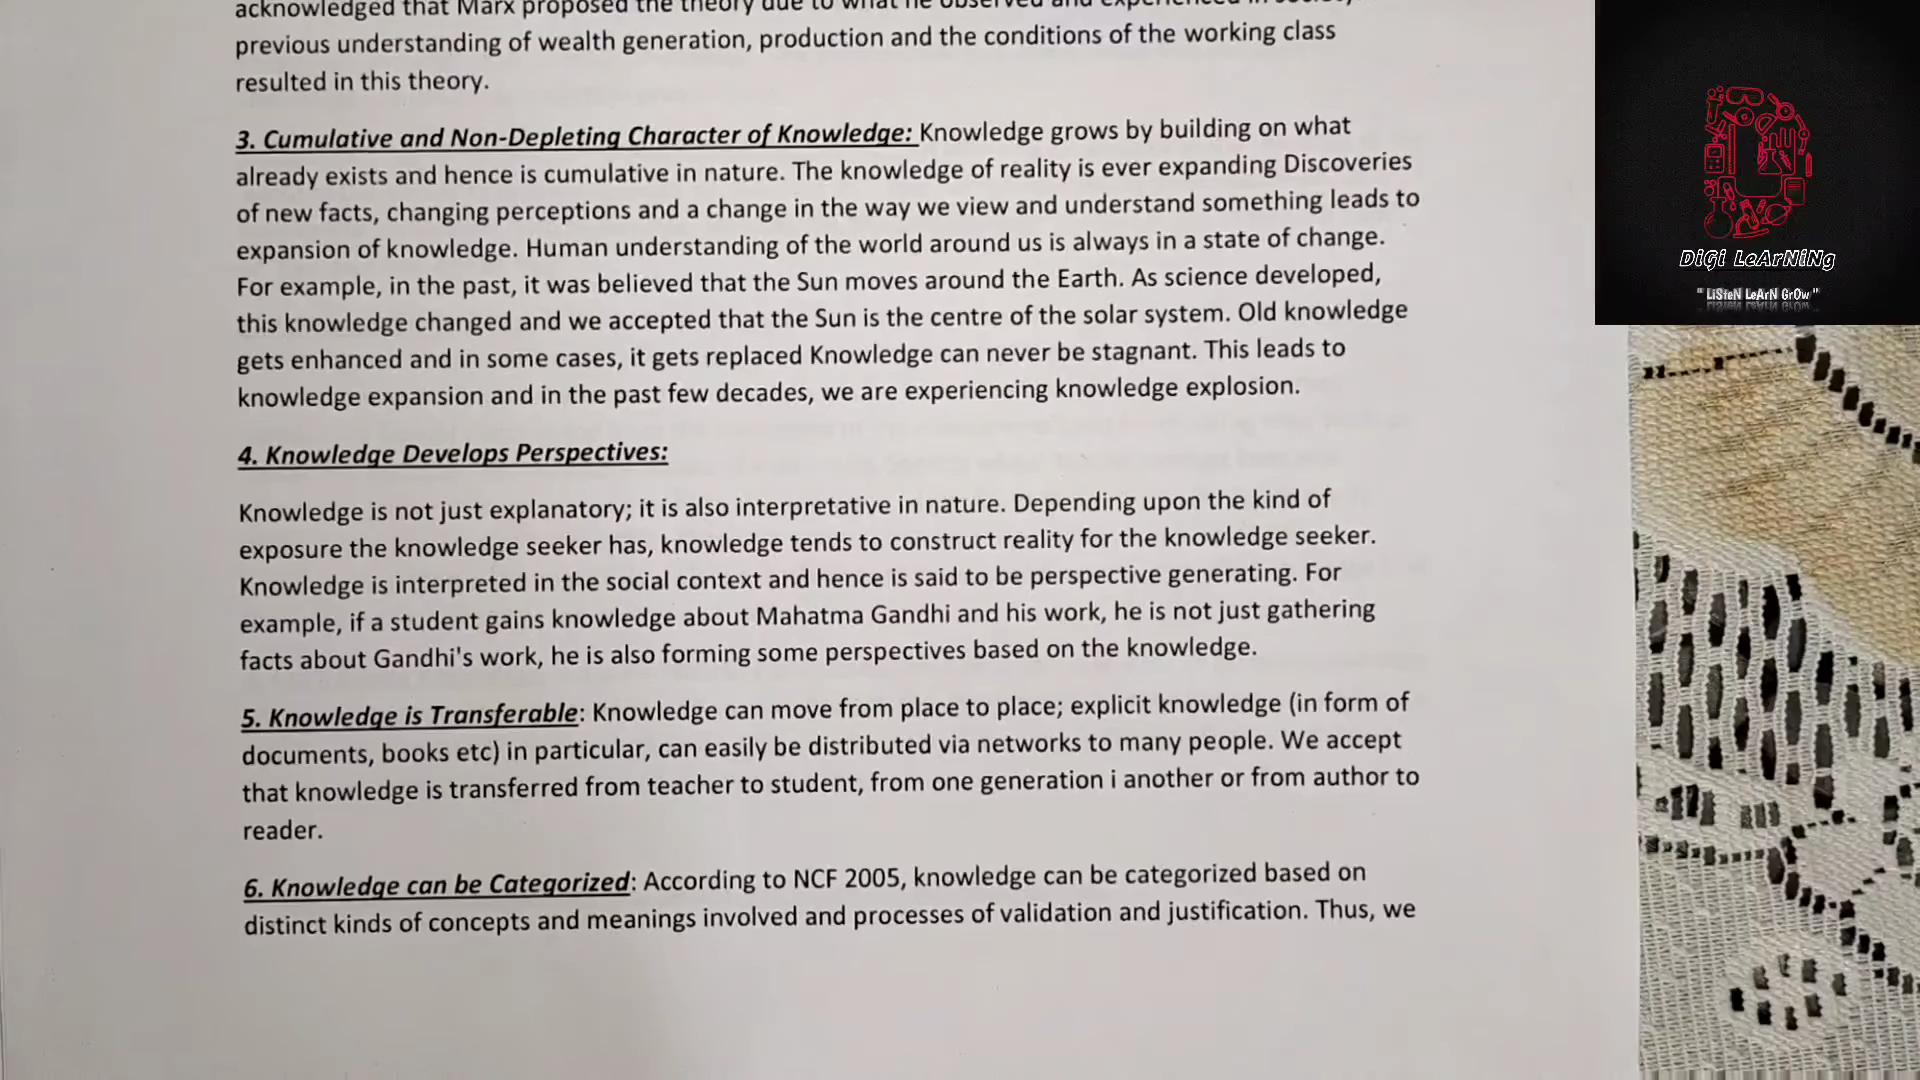 acknowledged that Marx proposed the theory due to what he observed and experienced in society
previous understanding of wealth generation, production and the conditions of the working class
resulted in this theory.
3. Cumulative and Non-Depleting Character of Knowledge: Knowledge grows by building on what
already exists and hence is cumulative in nature. The knowledge of reality is ever expanding Discoveries
of new facts, changing perceptions and a change in the way we view and understand something leads to
expansion of knowledge. Human understanding of the world around us is always in a state of change.
For example, in the past, it was believed that the Sun moves around the Earth. As science developed,
this knowledge changed and we accepted that the Sun is the centre of the solar system. Old knowledge
gets enhanced and in some cases, it gets replaced Knowledge can never be stagnant. This leads to
knowledge expansion and in the past few decades, we are experiencing knowledge explosion.
4. Knowledge Develops Perspectives:
Knowledge is not just explanatory; it is also interpretative in nature. Depending upon the kind of
exposure the knowledge seeker has, knowledge tends to construct reality for the knowledge seeker.
Knowledge is interpreted in the social context and hence is said to be perspective generating. For
example, if a student gains knowledge about Mahatma Gandhi and his work, he is not just gathering
facts about Gandhi's work, he is also forming some perspectives based on the knowledge.
5. Knowledge is Transferable: Knowledge can move from place to place; explicit knowledge (in form of
documents, books etc) in particular, can easily be distributed via networks to many people. We accept
that knowledge is transferred from teacher to student, from one generation i another or from author to
reader.
6. Knowledge can be Categorized: According to NCF 2005, knowledge can be categorized based on
distinct kinds of concepts and meanings involved and processes of validation and justification. Thus, we
DiGi LeArNiNg
" LiSteN LeArN GrOw "